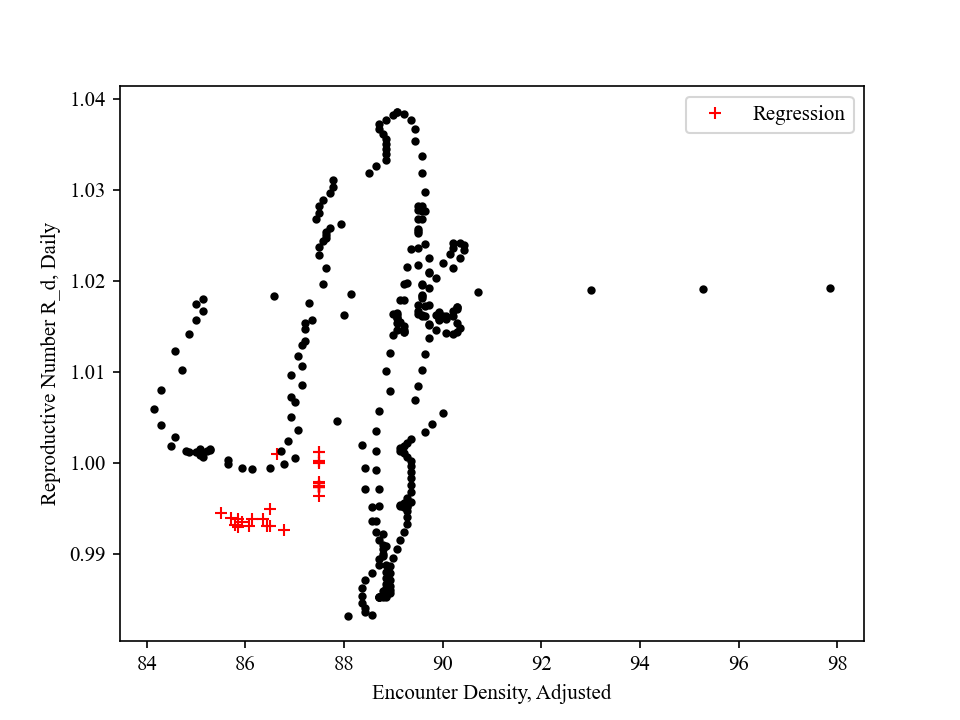 Regression
1.04
1.03
1.02
1.01
1.00
0.99
Reproductive Number R_d, Daily
84 86 88 90 92 94 96 98
Encounter Density, Adjusted